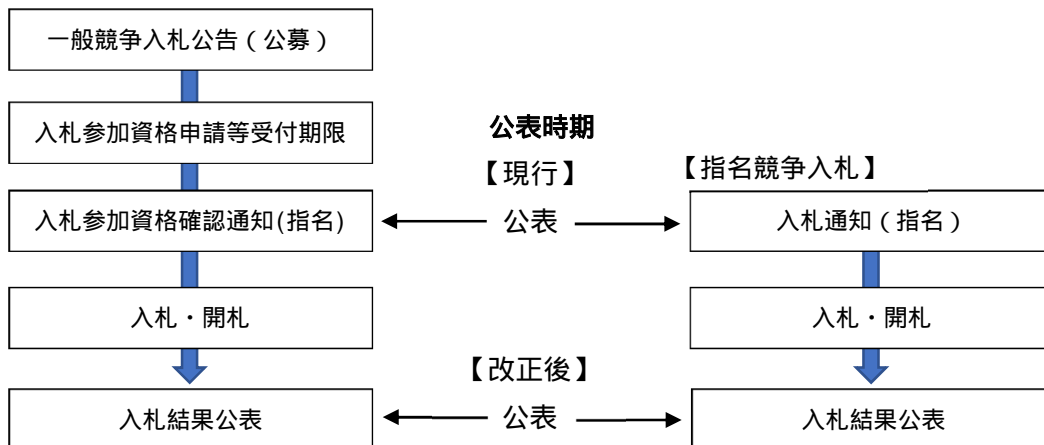 一般競争入札公告（公募）
入札参加資格申請等受付期限
公表時期
【現行】
【指名競争入札】
入札参加資格確認通知(指名)
公表
入札通知（指名）
入札・開札
入札・開札
【改正後】
入札結果公表
公表
入札結果公表